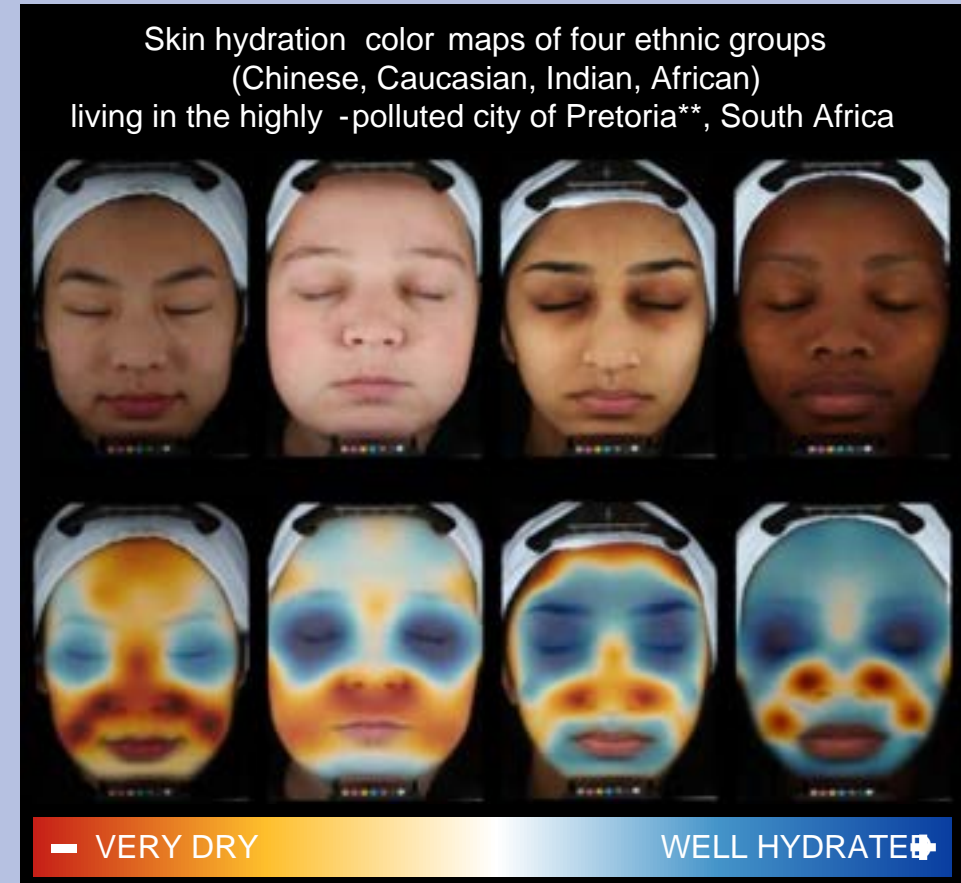 Skin hydration color maps of four ethnic groups
(Chinese, Caucasian, Indian, African)
living in the highly -polluted city of Pretoria**, South Africa
VERY DRY
WELL HYDRATED